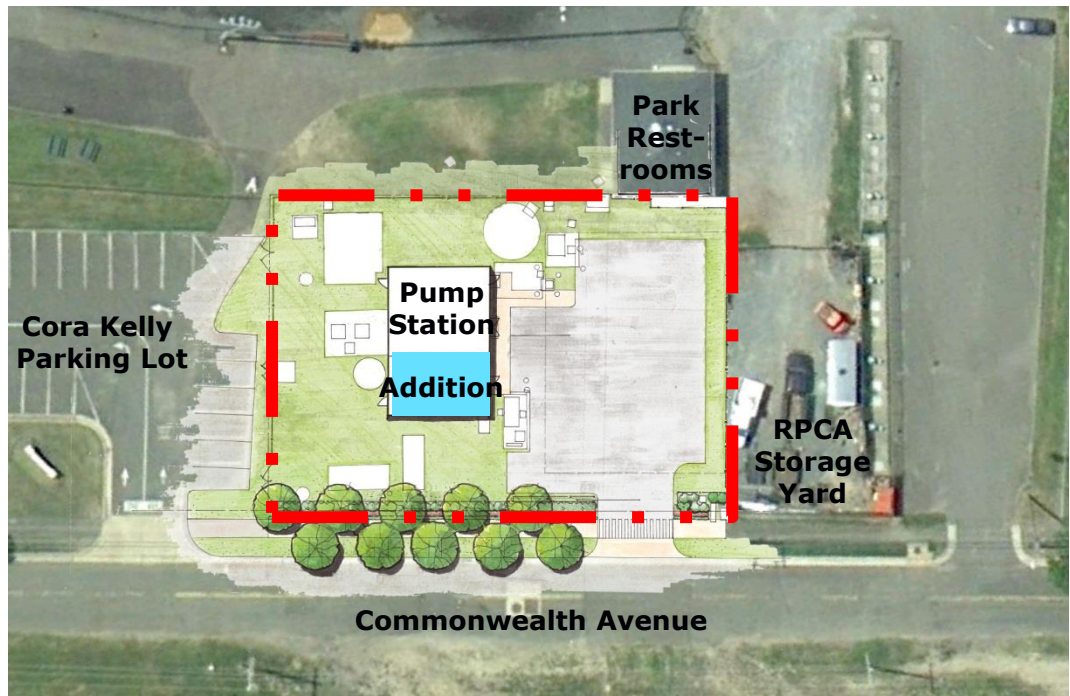 Park
Rest-
rooms
Pump
Station
Cora Kelly
Parking Lot
Addition
RPCA
Storage
Yard
Commonwealth Avenue